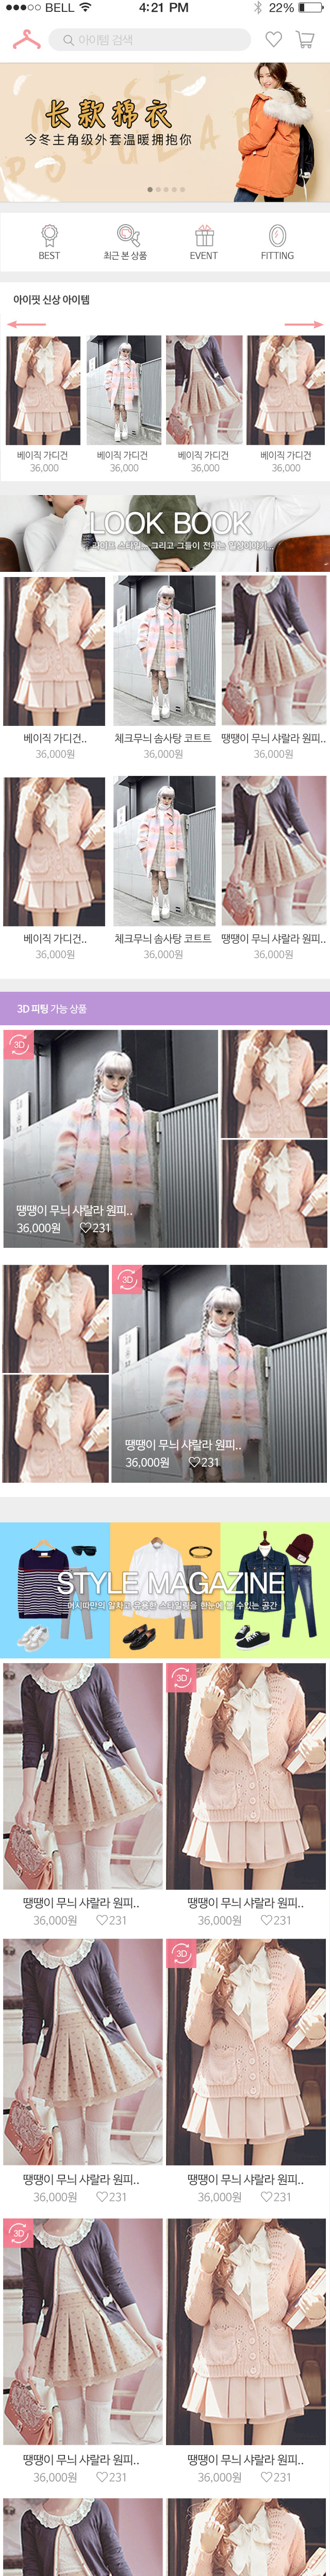 BELL 4:21 PM 22%
아이템 검색
长款棉衣
今冬主角级外套温暖拥抱你
BEST 최근 본 상품 EVENT FITTING
아이핏 신상 아이템
베이직 가디건 베이직 가디건 베이직 가디건 베이직 가디건
36,000 36,000 36,000 36,000
LOOK BOOK
라이프 스타일... 그리고 그들이 전하는 일상이야기...
베이직 가디건.. 체크무늬 솜사탕 코트트 땡땡이 무늬 샤랄라 원피..
36,000원 36,000원 36,000원
베이직 가디건.. 체크무늬 솜사탕 코트트 땡땡이 무늬 샤랄라 원피..
36,000원 36,000원 36,000원
3D 피팅 가능 상품
3D
땡땡이 무늬 샤랄라 원피..
36,000원 231
3D
땡땡이 무늬 샤랄라 원피..
36,000원 231
STYLE MAGAZINE
스타일링을 한눈에 볼 수있는 공간
3D
땡땡이 무늬 샤랄라 원피.. 땡땡이 무늬 샤랄라 원피..
36,000원 231 36,000원 231
3D
땡땡이 무늬 샤랄라 원피.. 땡땡이 무늬 샤랄라 원피..
36,000원 231 36,000원 231
3D
땡땡이 무늬 샤랄라 원피.. 땡땡이 무늬 샤랄라 원피..
36,000원 231 36,000원 231